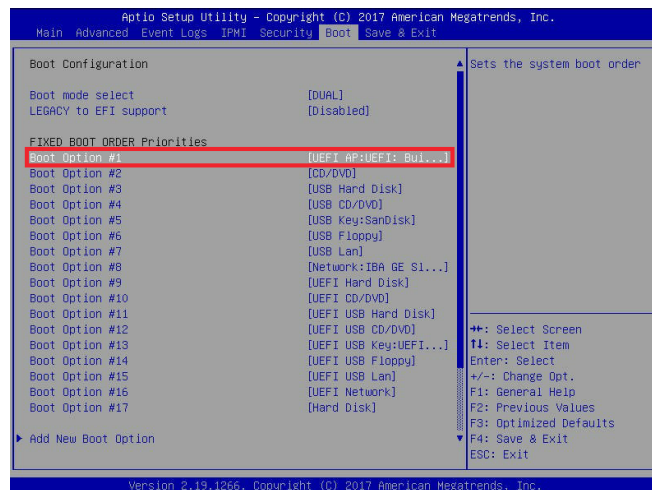 Aptio Setup Utility – Copyright (C) 2017 American Megatrends, Inc.
Main Advanced Event Logs IPMI Security Boot Save & Exit
Boot Configuration
Boot mode select [DUAL]
LEGACY to EFI support [Disabled]
FIXED BOOT ORDER Priorities
Boot Option #1 [UEFI AP:UEFI: Bui...]
Boot Option #2 [CD/DVD]
Boot Option #3 [USB Hard Disk]
Boot Option #4 [USB CD/DVD]
Boot Option #5 [USB Key:SanDisk]
Boot Option #6 [USB Floppy]
Boot Option #7 [USB Lan]
Boot Option #8 [Network:IBA GE Sl...]
Boot Option #9 [UEFI Hard Disk]
Boot Option #10 [UEFI CD/DVD]
Boot Option #11 [UEFI USB Hard Disk]
Boot Option #12 [UEFI USB CD/DVD]
Boot Option #13 [UEFI USB Key:UEFI...]
Boot Option #14 [UEFI USB Floppy]
Boot Option #15 [UEFI USB Lan]
Boot Option #16 [UEFI Network]
Boot Option #17 [Hard Disk]
Add New Boot Option
Sets the system boot order
→←: Select Screen
↑↓: Select Item
Enter: Select
+/-: Change Opt.
F1: General Help
F2: Previous Values
F3: Optimized Defaults
F4: Save & Exit
ESC: Exit
Version 2.19.1266. Copyright (C) 2017 American Megatrends, Inc.